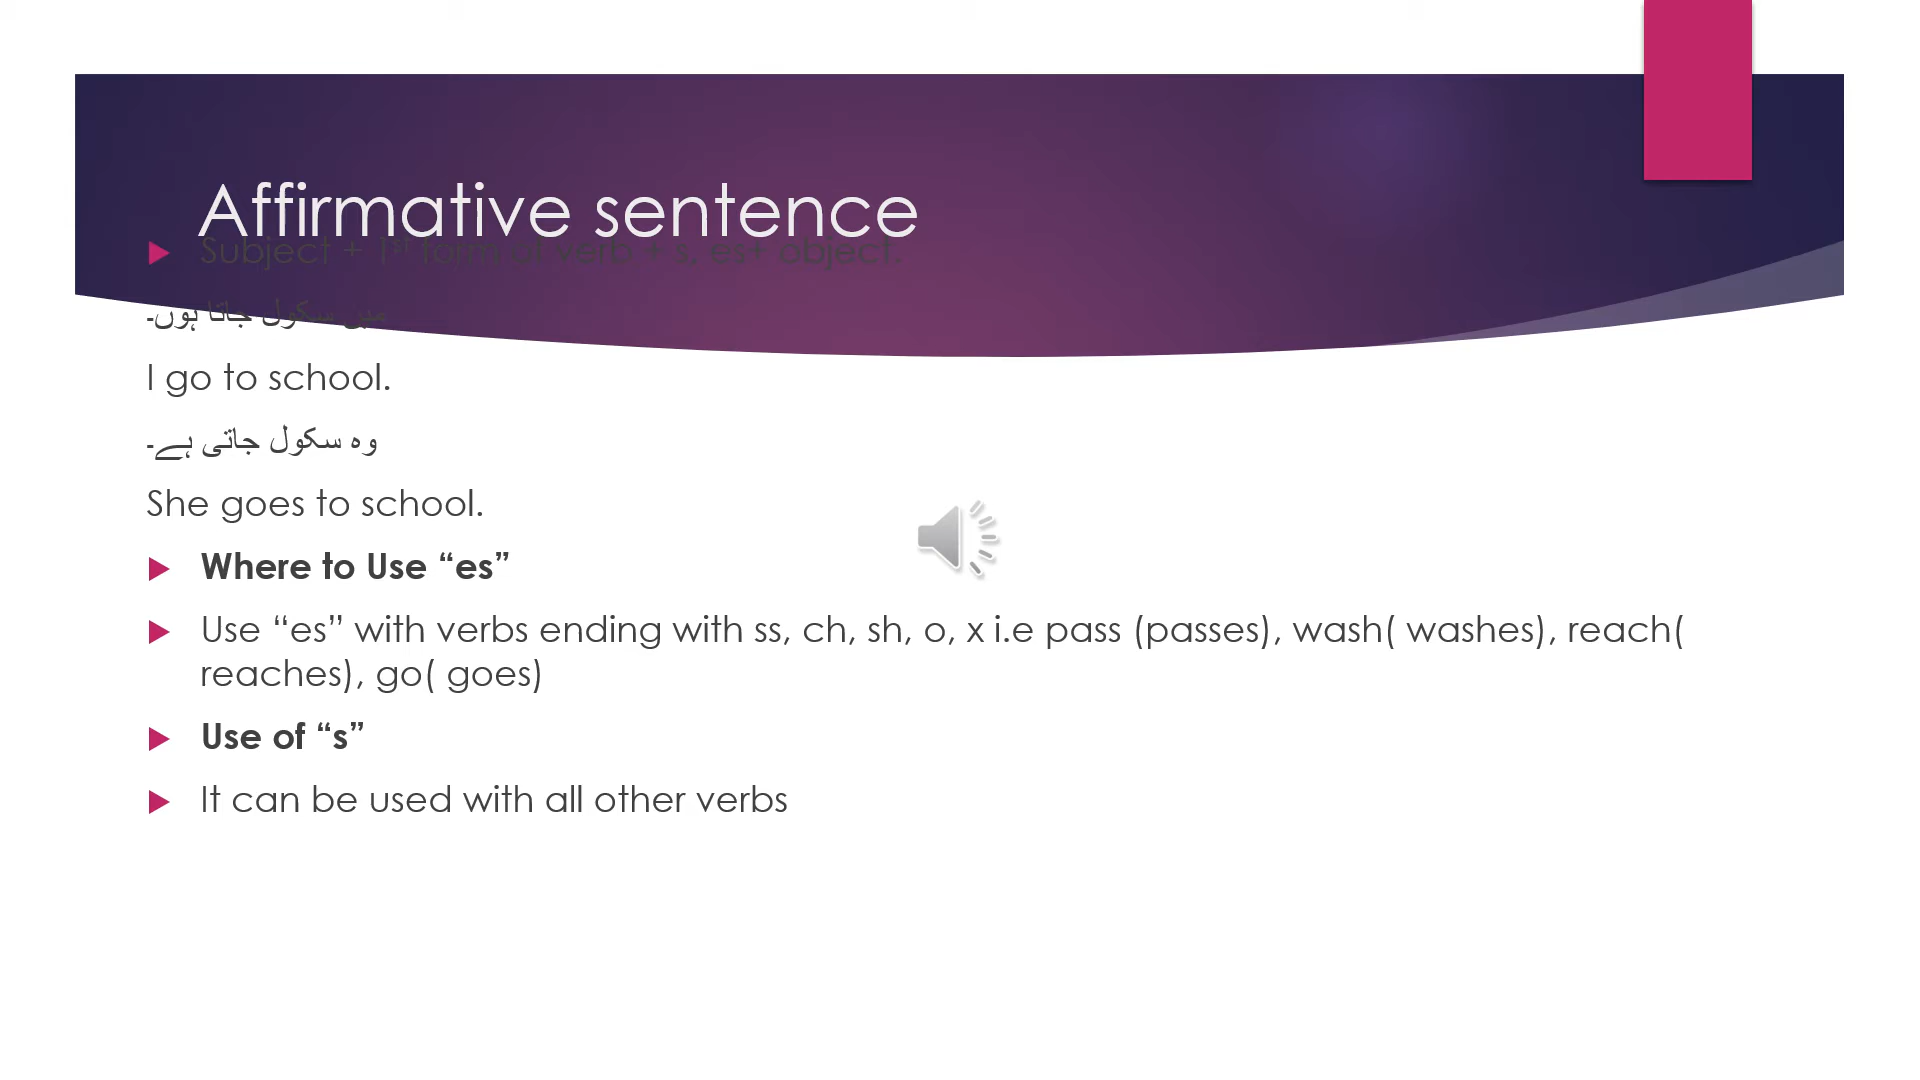 Affirmative sentence
Subject + 1st form of verb + s, es+ object.
میں سکول جاتا ہوں۔
I go to school.
وہ سکول جاتی ہے۔
She goes to school.
Where to Use “es”
Use “es” with verbs ending with ss, ch, sh, o, x i.e pass (passes), wash( washes), reach(
reaches), go( goes)
Use of “s”
It can be used with all other verbs